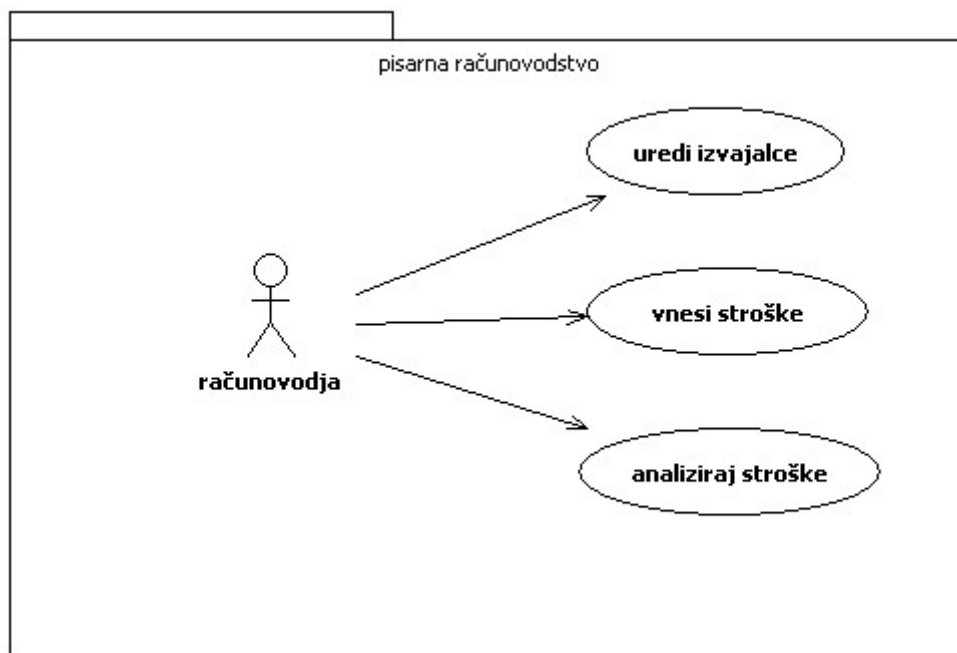 pisarna računovodstvo
uredi izvajalce
vnesi stroške
računovodja
analiziraj stroške